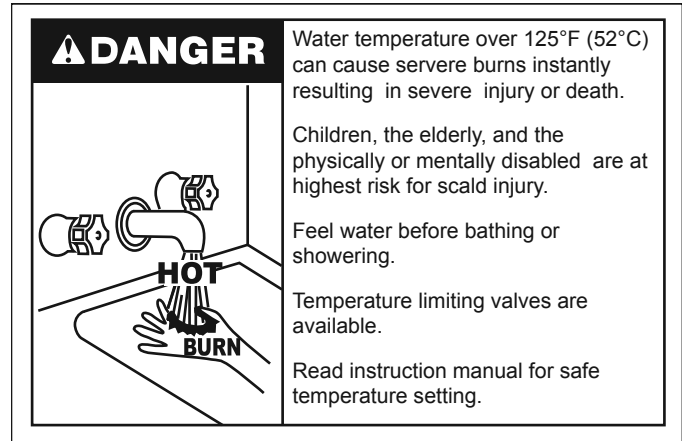 DANGER
Water temperature over 125°F (52°C)
can cause servere burns instantly
resulting in severe injury or death.
Children, the elderly, and the
physically or mentally disabled are at
highest risk for scald injury.
Feel water before bathing or
showering.
Temperature limiting valves are
available.
Read instruction manual for safe
temperature setting.
HOT
BURN